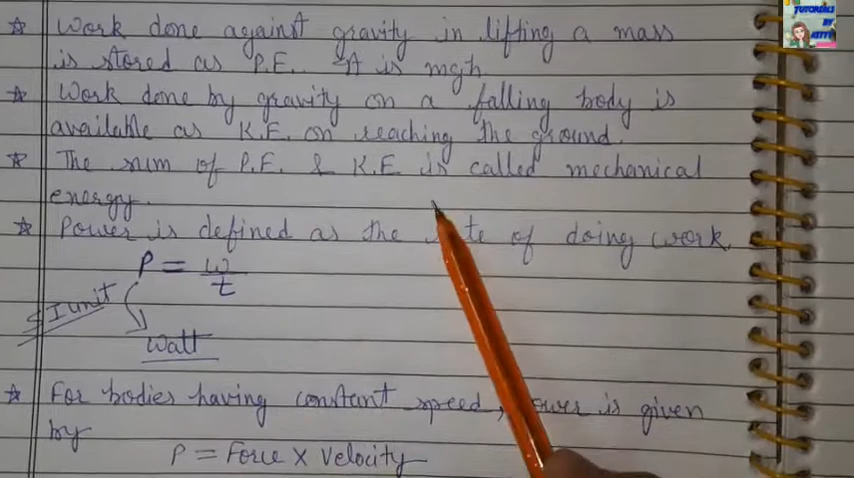 TUTORIALS
BY
☆ Work done against gravity in lifting a mass
is stored as P.E. It is mgh
☆ Work done by gravity on a falling body is
available as K.E. on reaching the ground.
☆ The sum of P.E. & K.E is called mechanical
energy.
☆ Power is defined as the of doing work.
P = W/t
S I unit
Watt
☆ For bodies having constant speed, is given
by
P = Force × Velocity